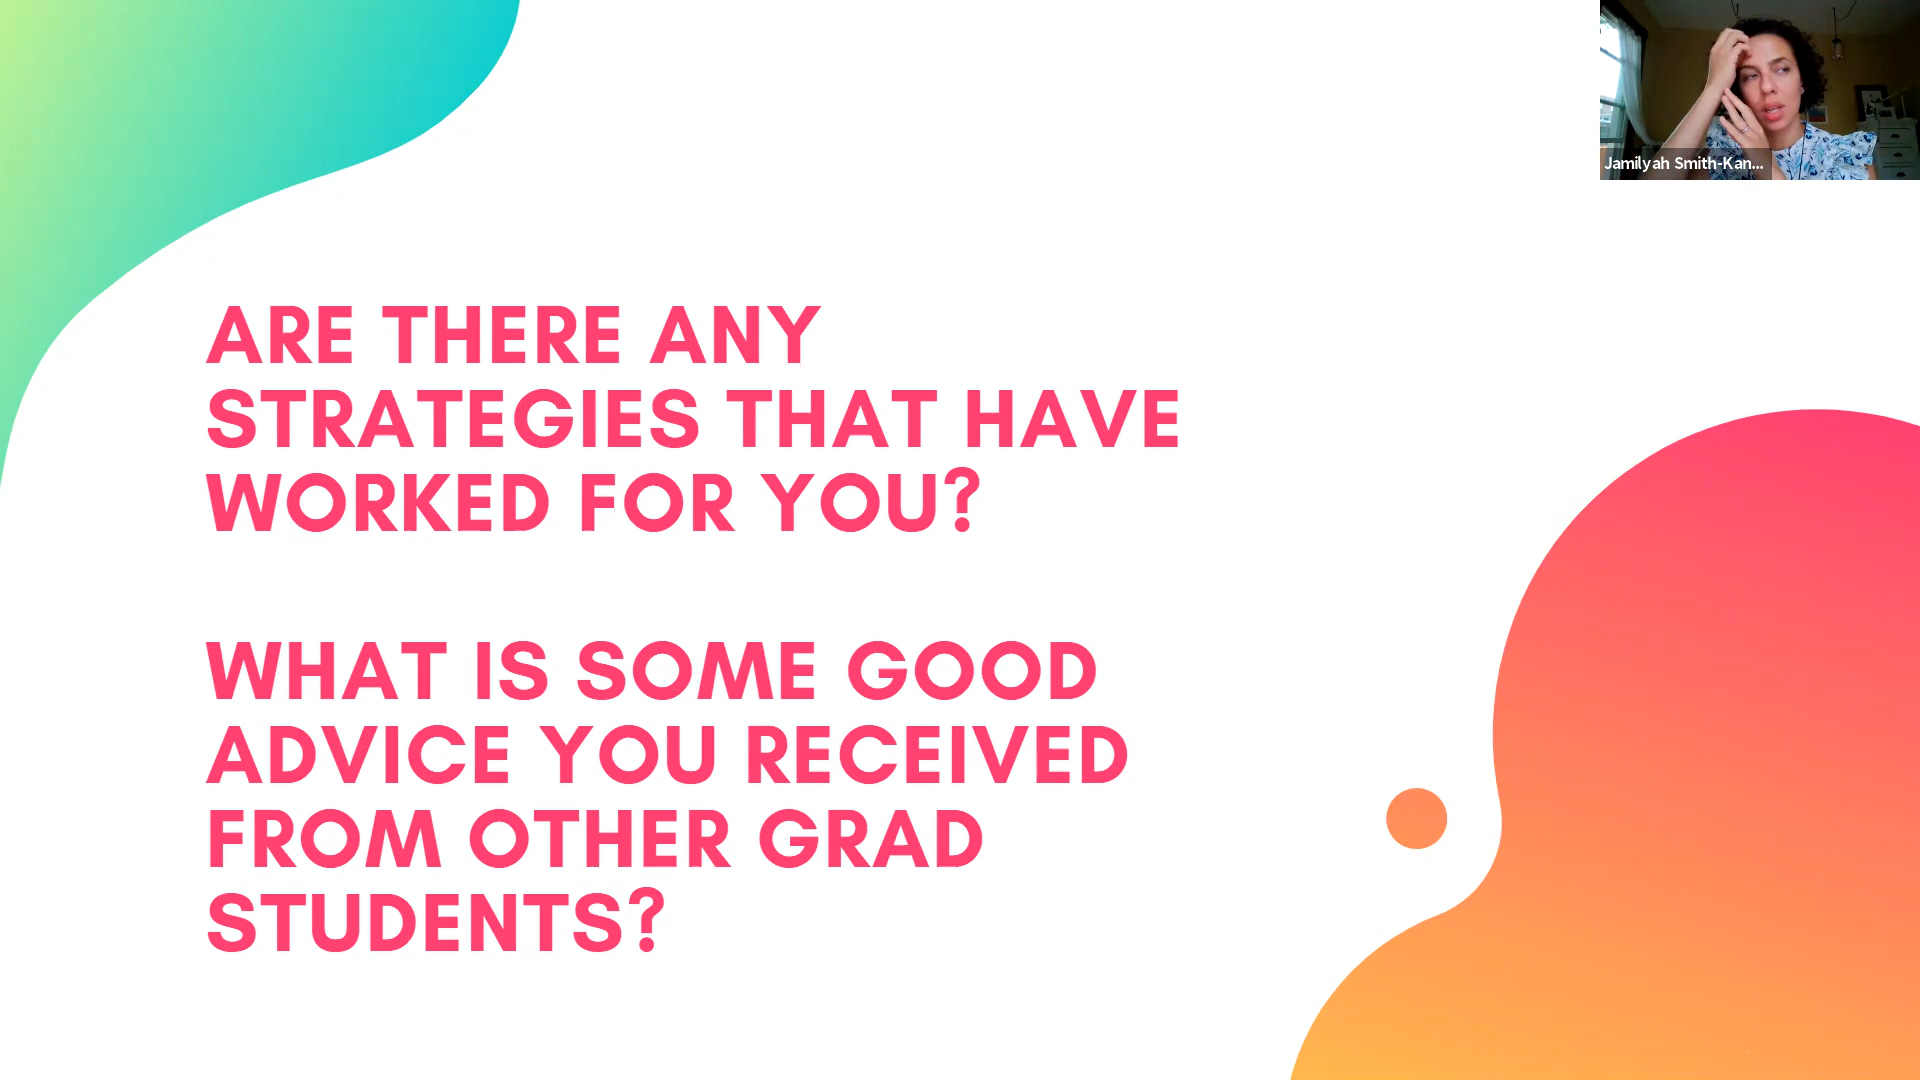 Jamilyah Smith-Kan...
ARE THERE ANY
STRATEGIES THAT HAVE
WORKED FOR YOU?
WHAT IS SOME GOOD
ADVICE YOU RECEIVED
FROM OTHER GRAD
STUDENTS?